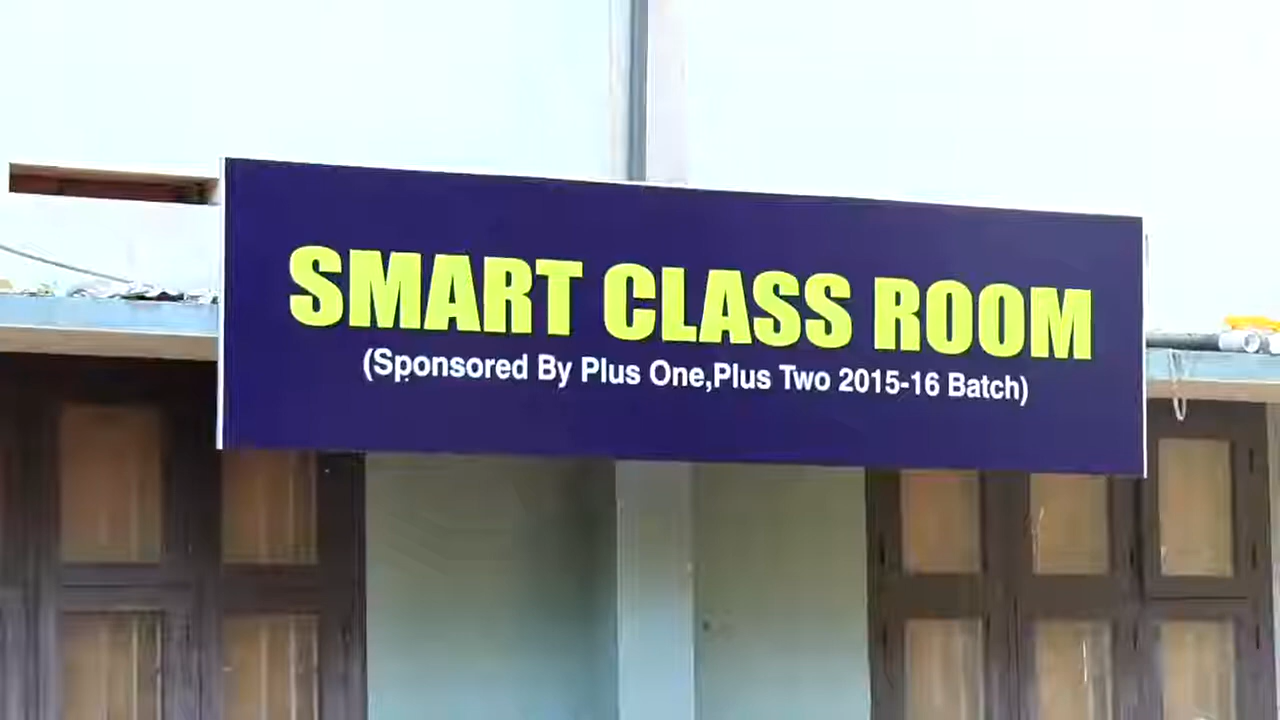 SMART CLASS ROOM
(Sponsored By Plus One,Plus Two 2015-16 Batch)